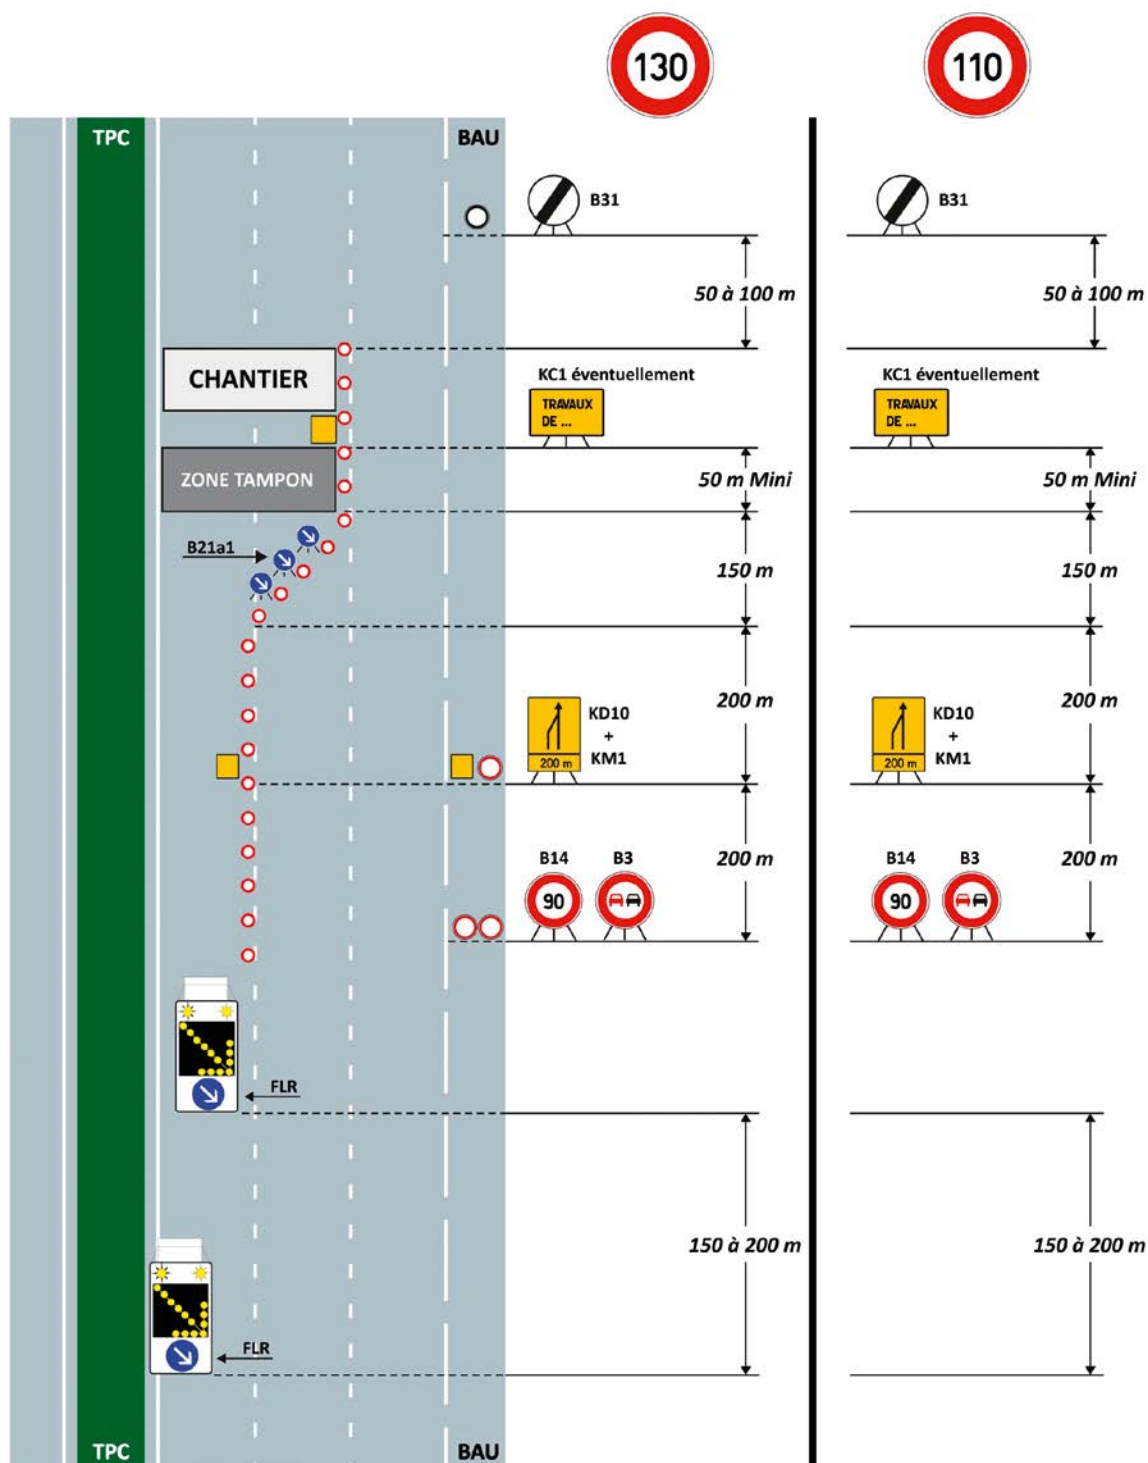 130
110
TPC
BAU
B31
B31
50 à 100 m
50 à 100 m
CHANTIER
KC1 éventuellement
KC1 éventuellement
TRAVAUX
DE ...
TRAVAUX
DE ...
ZONE TAMPON
50 m Mini
50 m Mini
B21a1
150 m
150 m
200 m
200 m
KD10
+
KM1
200 m
KD10
+
KM1
200 m
200 m
200 m
B14
B3
B14
B3
90
90
FLR
150 à 200 m
150 à 200 m
FLR
TPC
BAU